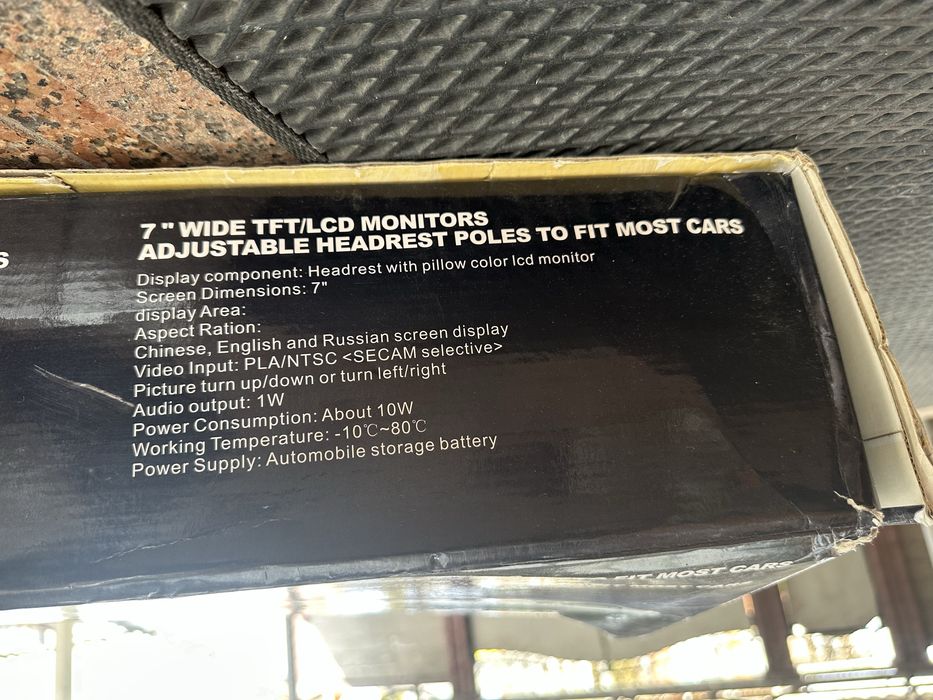 S
7 " WIDE TFT/LCD MONITORS
ADJUSTABLE HEADREST POLES TO FIT MOST CARS
Display component: Headrest with pillow color lcd monitor
Screen Dimensions: 7"
display Area:
Aspect Ration:
Chinese, English and Russian screen display
Video Input: PLA/NTSC <SECAM selective>
Picture turn up/down or turn left/right
Audio output: 1W
Power Consumption: About 10W
Working Temperature: -10℃~80℃
Power Supply: Automobile storage battery
FIT MOST CARS